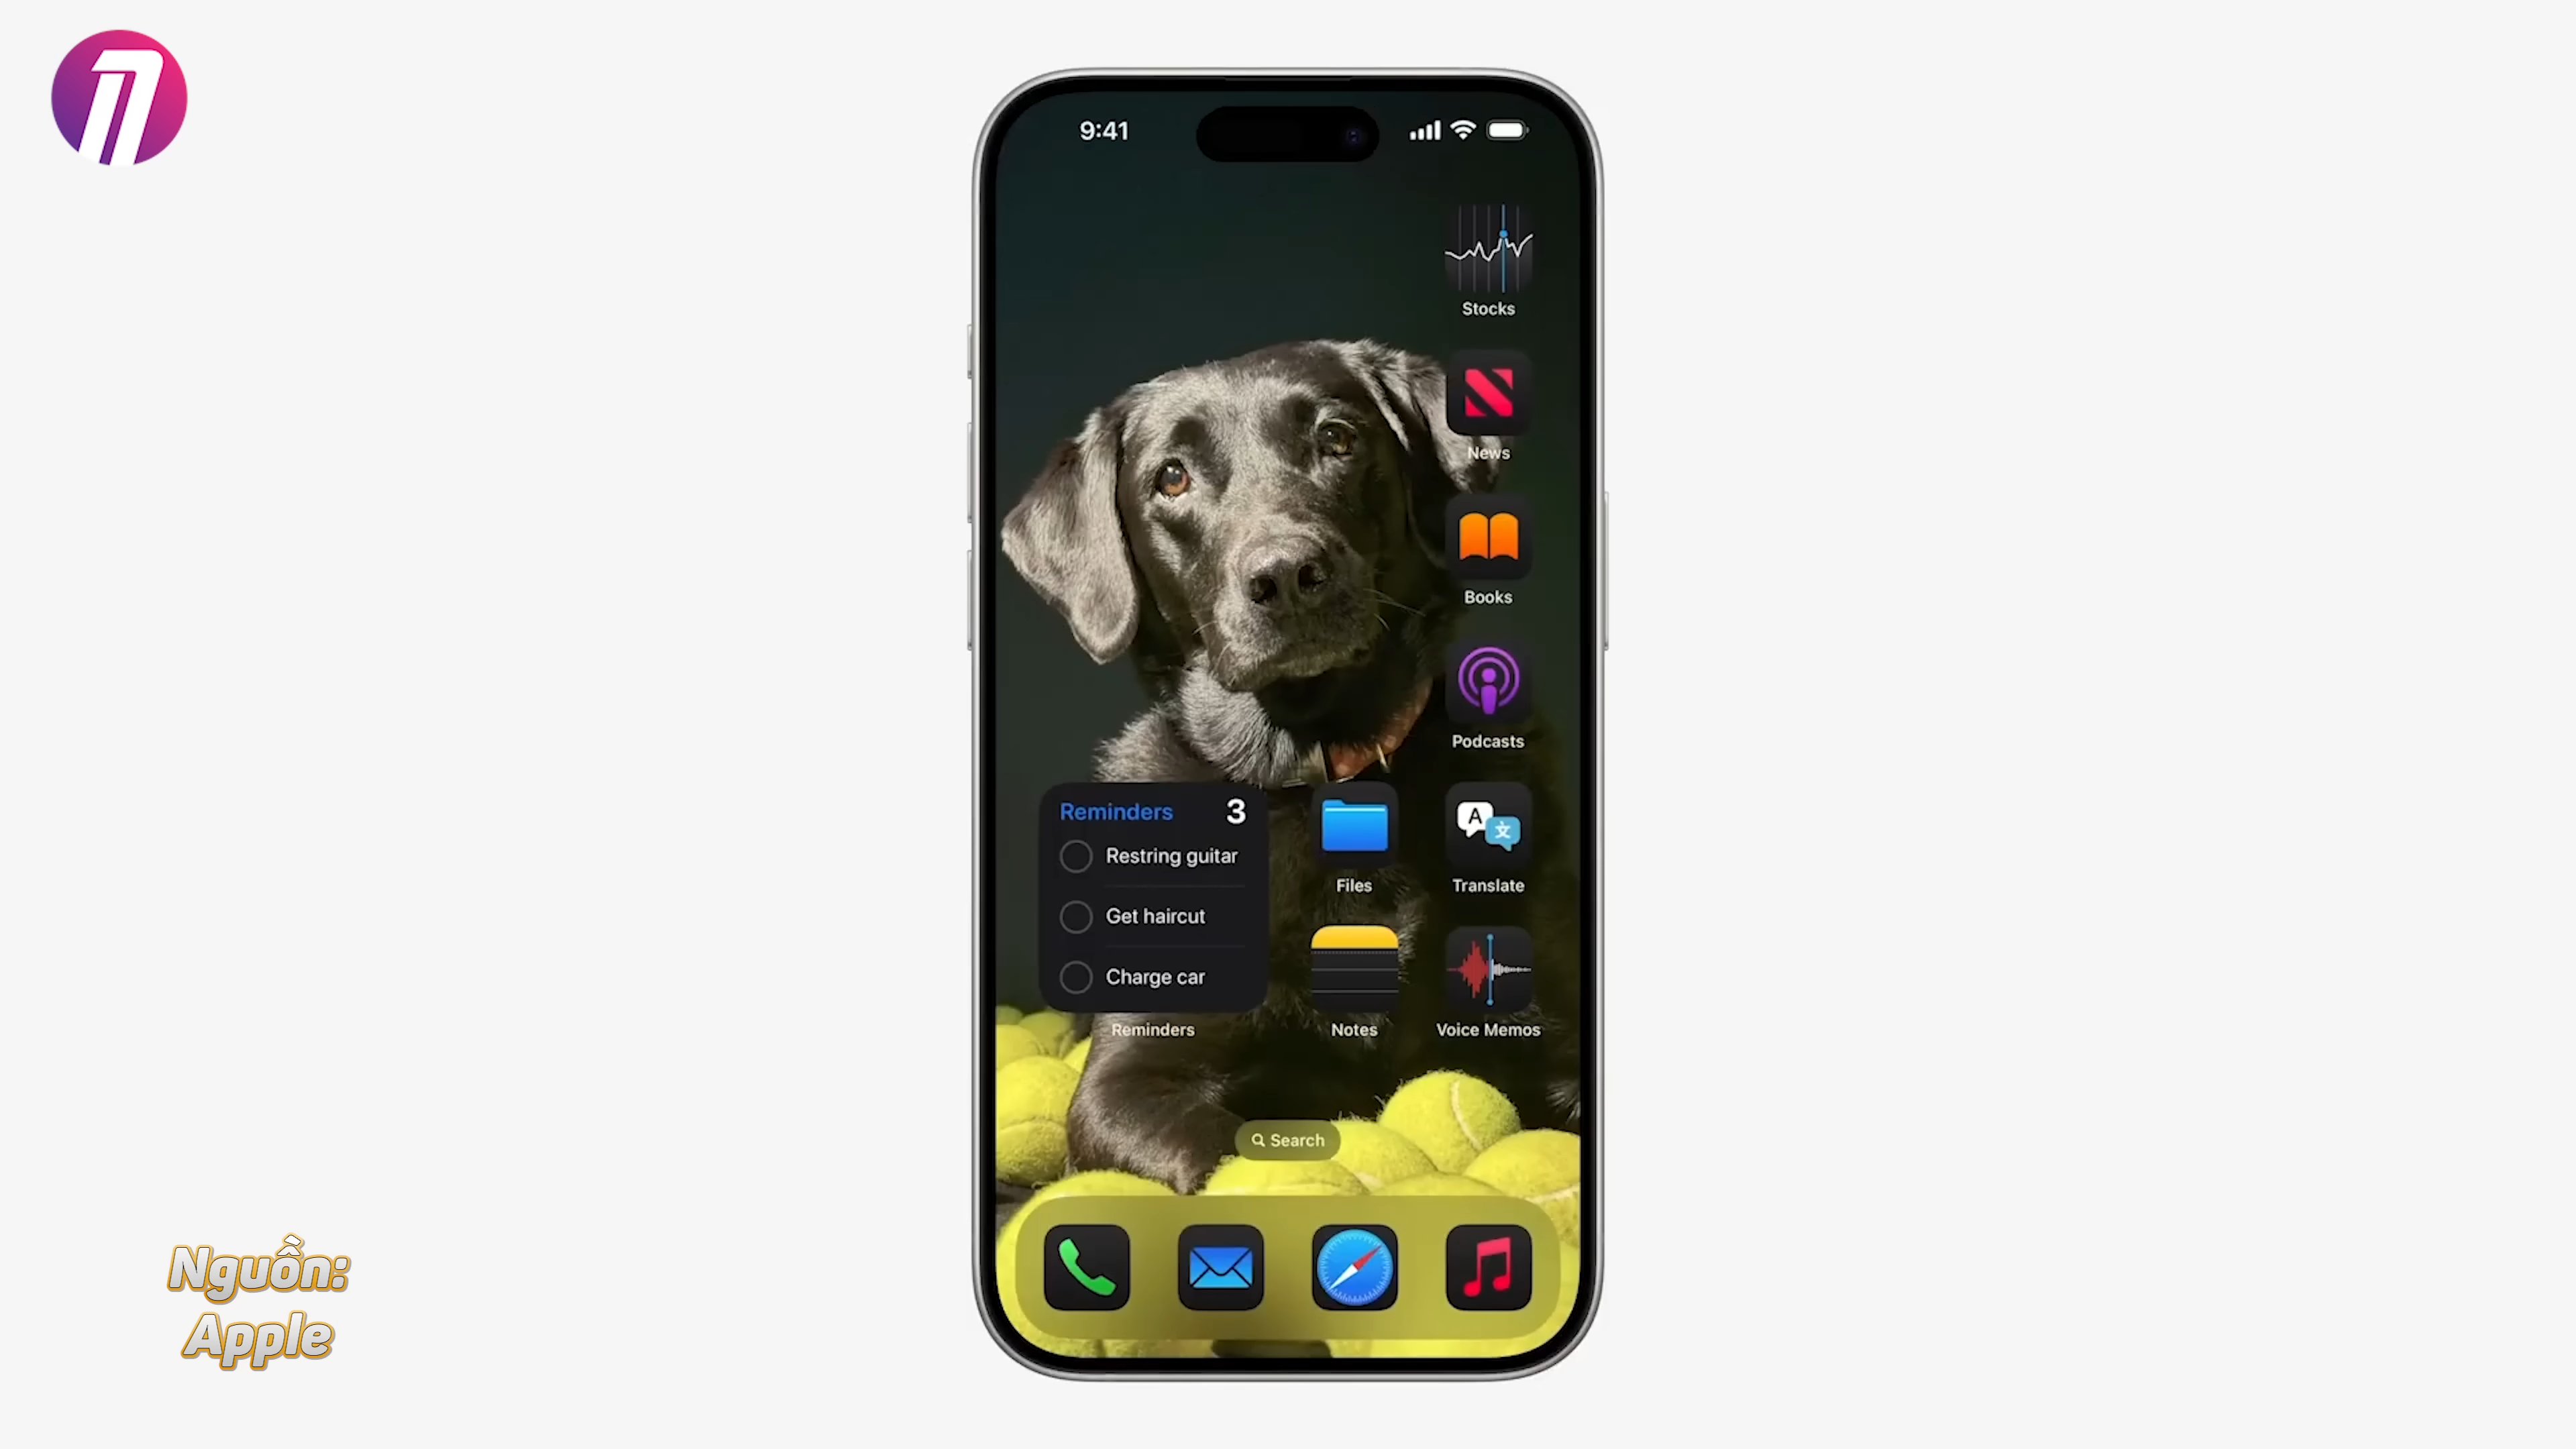 9:41
Stocks
News
Books
Podcasts
Reminders 3
Restring guitar
Get haircut
Charge car
Reminders
Files
A 文
Translate
Notes
Voice Memos
Search
Nguồn:
Apple